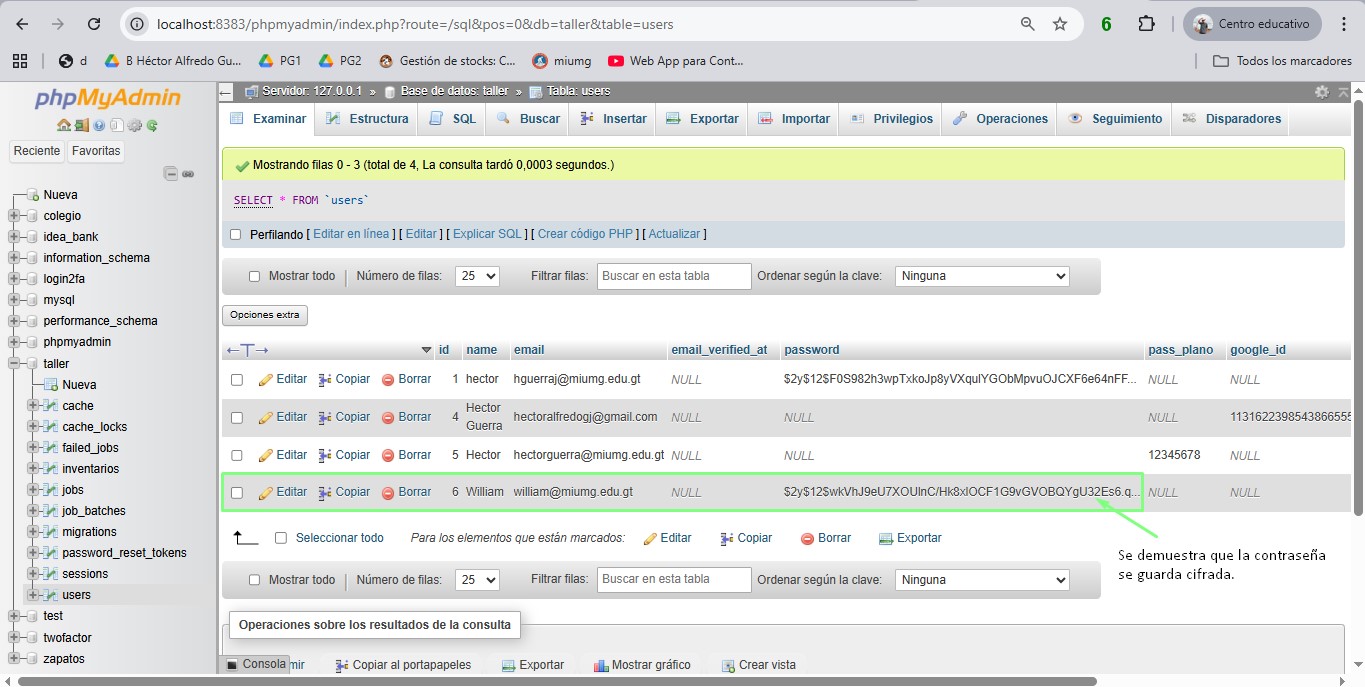 localhost:8383/phpmyadmin/index.php?route=/sql&pos=0&db=taller&table=users
6
Centro educativo
d
B Héctor Alfredo Gu...
PG1
PG2
Gestión de stocks: C...
miumg
Web App para Cont...
Todos los marcadores
phpMyAdmin
Reciente Favoritas
Nueva
colegio
idea_bank
information_schema
login2fa
mysql
performance_schema
phpmyadmin
taller
Nueva
cache
cache_locks
failed_jobs
inventarios
jobs
job_batches
migrations
password_reset_tokens
sessions
users
test
twofactor
zapatos
Servidor: 127.0.0.1 » Base de datos: taller » Tabla: users
Examinar Estructura SQL Buscar Insertar Exportar Importar Privilegios Operaciones Seguimiento Disparadores
Mostrando filas 0 - 3 (total de 4, La consulta tardó 0,0003 segundos.)
SELECT * FROM `users`
Perfilando [ Editar en línea ] [ Editar ] [ Explicar SQL ] [ Crear código PHP ] [ Actualizar ]
Mostrar todo | Número de filas: 25 Filtrar filas: Buscar en esta tabla Ordenar según la clave: Ninguna
Opciones extra
←T→ id name email email_verified_at password pass_plano google_id
Editar Copiar Borrar 1 hector hguerraj@miumg.edu.gt NULL $2y$12$F0S982h3wpTxkoJp8yVXqulYGObMpvuOJCXF6e64nFF... NULL NULL
Editar Copiar Borrar 4 Hector Guerra hectoralfredogj@gmail.com NULL NULL NULL 1131622398543866555
Editar Copiar Borrar 5 Hector hectorguerra@miumg.edu.gt NULL NULL 12345678 NULL
Editar Copiar Borrar 6 William william@miumg.edu.gt NULL $2y$12$wkVhJ9eU7XOUlnC/Hk8xlOCF1G9vGVOBQYgU32Es6.q... NULL NULL
Seleccionar todo Para los elementos que están marcados: Editar Copiar Borrar Exportar
Se demuestra que la contraseña
se guarda cifrada.
Mostrar todo | Número de filas: 25 Filtrar filas: Buscar en esta tabla Ordenar según la clave: Ninguna
Operaciones sobre los resultados de la consulta
Consola mir Copiar al portapapeles Exportar Mostrar gráfico Crear vista